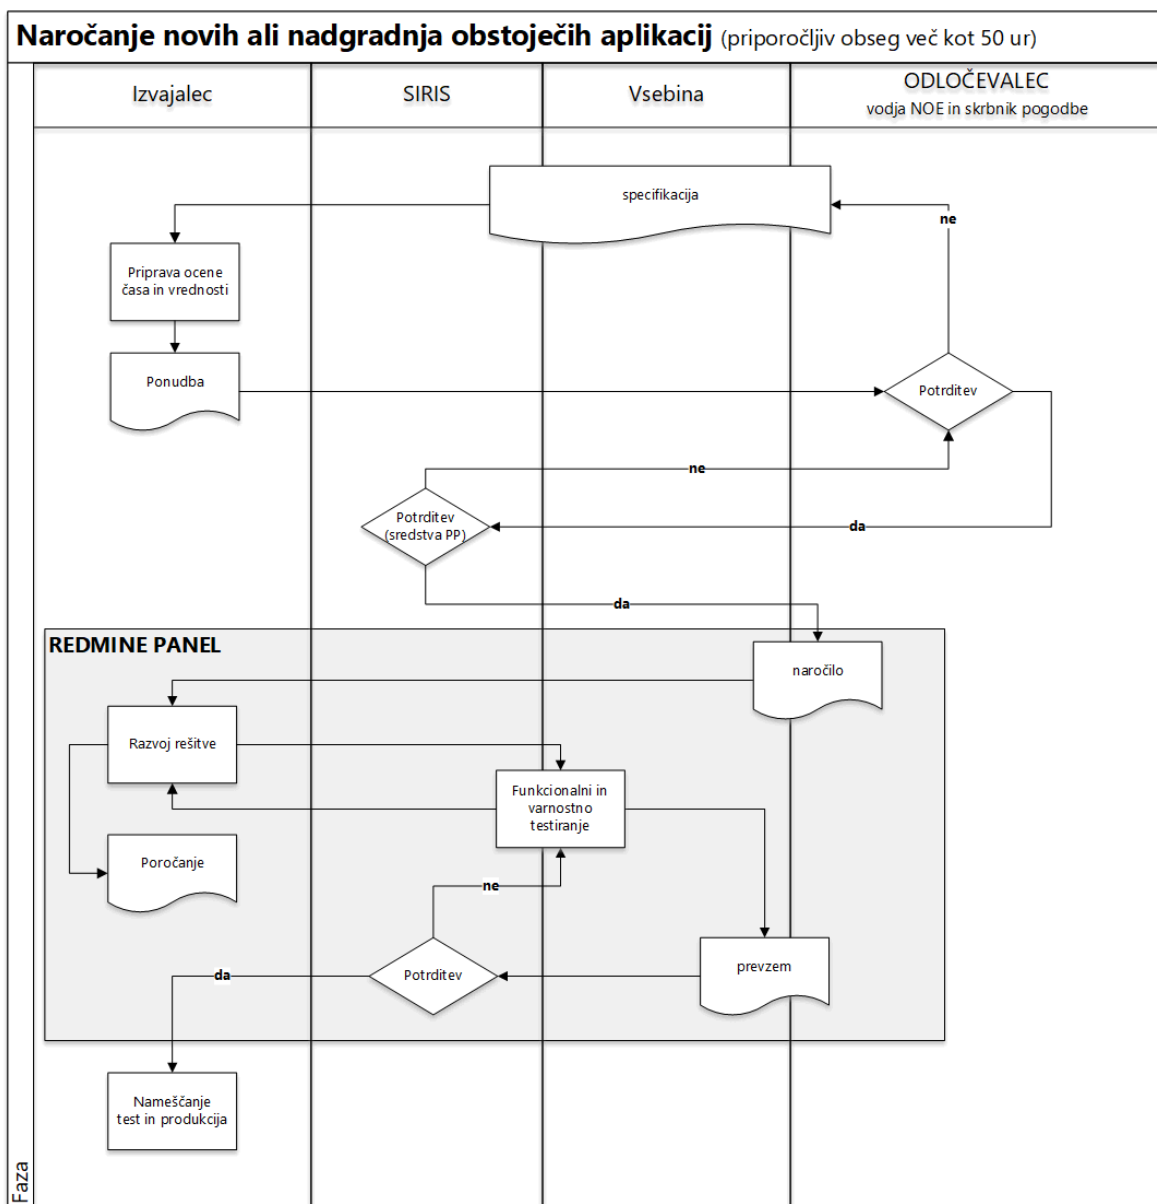 Naročanje novih ali nadgradnja obstoječih aplikacij (priporočljiv obseg več kot 50 ur)
Izvajalec
SIRIS
Vsebina
ODLOČEVALEC
vodja NOE in skrbnik pogodbe
specifikacija
ne
Priprava ocene
časa in vrednosti
Ponudba
Potrditev
ne
Potrditev
(sredstva PP)
da
da
REDMINE PANEL
naročilo
Razvoj rešitve
Funkcionalni in
varnostno
testiranje
Poročanje
ne
prevzem
Potrditev
da
Nameščanje
test in produkcija
Faza